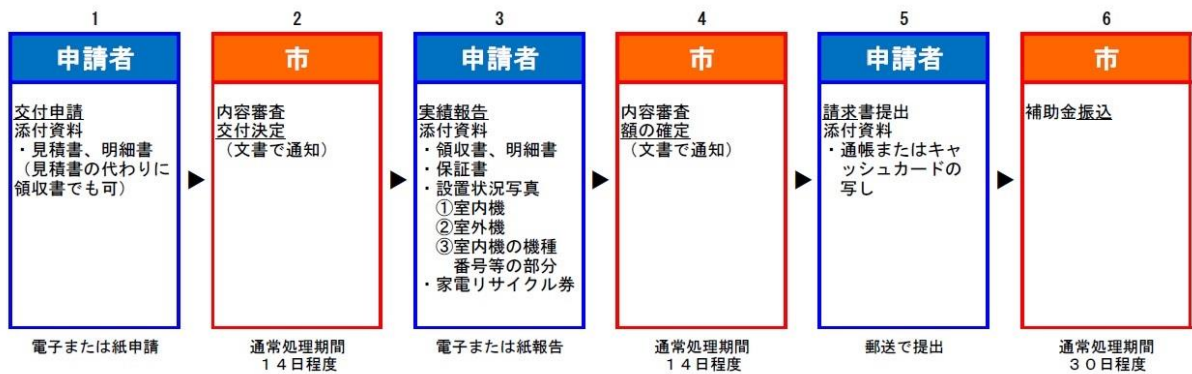 1
申請者
交付申請
添付資料
・見積書、明細書
（見積書の代わりに
領収書でも可）
電子または紙申請
▶
2
市
内容審査
交付決定
（文書で通知）
通常処理期間
１４日程度
▶
3
申請者
実績報告
添付資料
・領収書、明細書
・保証書
・設置状況写真
①室内機
②室外機
③室内機の機種
番号等の部分
・家電リサイクル券
電子または紙報告
▶
4
市
内容審査
額の確定
（文書で通知）
通常処理期間
１４日程度
▶
5
申請者
請求書提出
添付資料
・通帳またはキャ
ッシュカードの
写し
郵送で提出
▶
6
市
補助金振込
通常処理期間
３０日程度